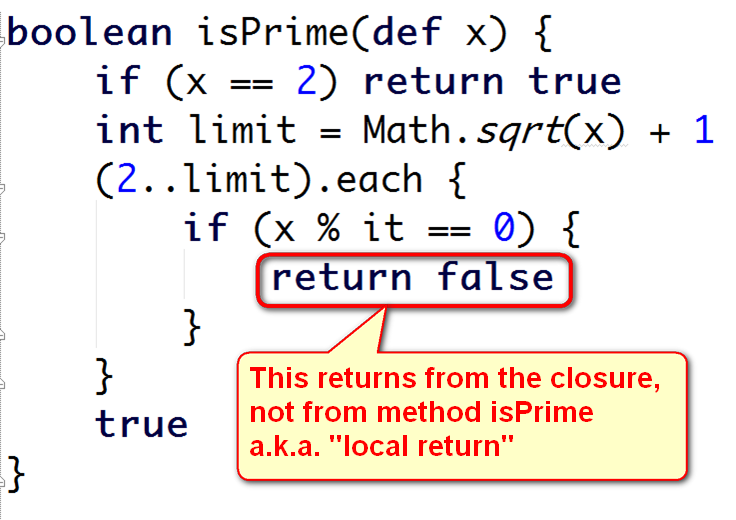 boolean isPrime(def x) {
    if (x == 2) return true
    int limit = Math.sqrt(x) + 1
    (2..limit).each {
        if (x % it == 0) {
            return false
        }
    }
    true
}
This returns from the closure,
not from method isPrime
a.k.a. "local return"